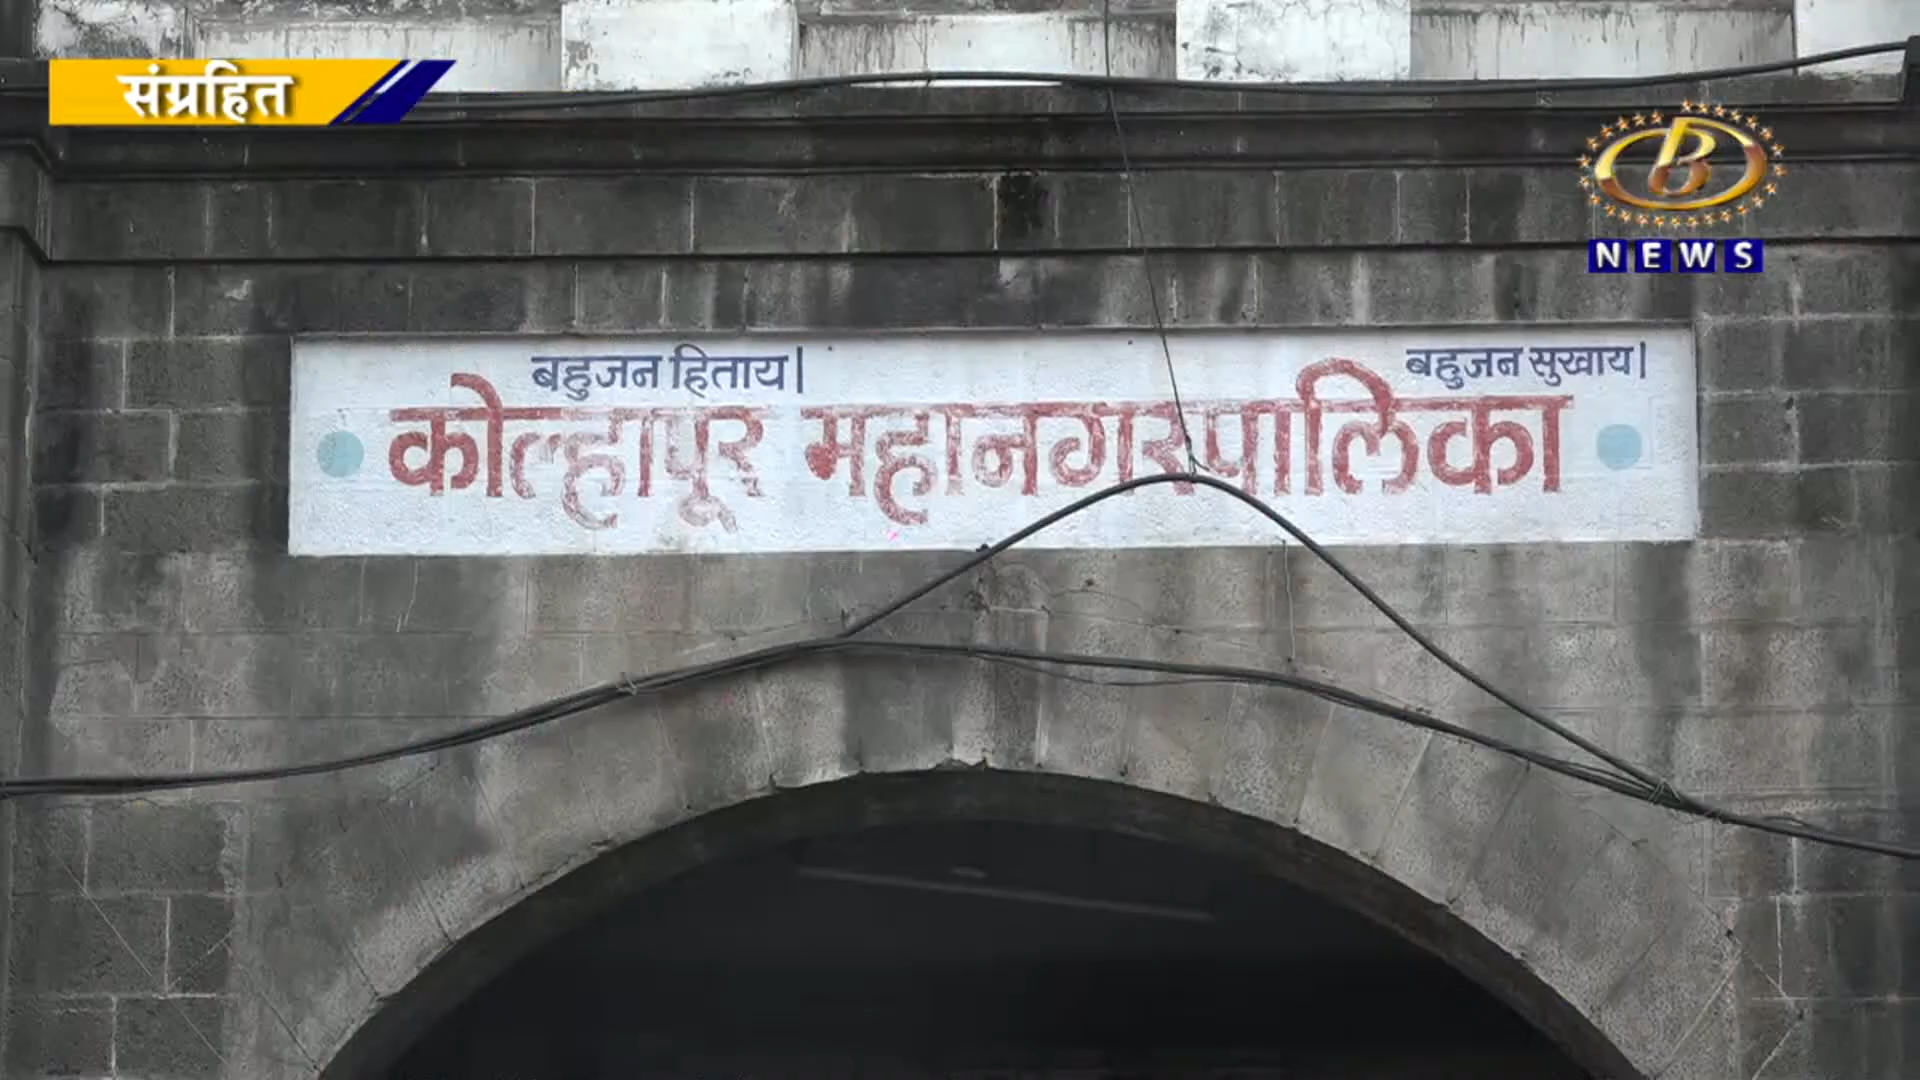 संग्रहित
B
NEWS
बहुजन हिताय। बहुजन सुखाय।
कोल्हापूर महानगरपालिका